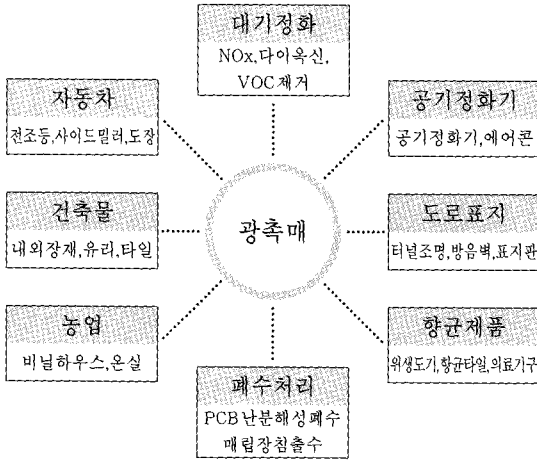 대기정화
NOx,다이옥신,
VOC제거
자동차
전조등,사이드밀러,도장
공기정화기
공기정화기,에어콘
건축물
내외장재,유리,타일
광촉매
도로표지
터널조명,방음벽,표지판
농업
비닐하우스,온실
항균제품
위생도기,항균타일,의료기구
폐수처리
PCB난분해성폐수
매립장침출수